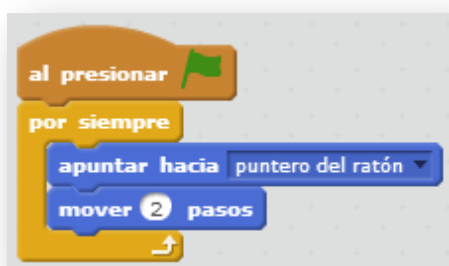 al presionar
por siempre
apuntar hacia puntero del ratón
mover 2 pasos